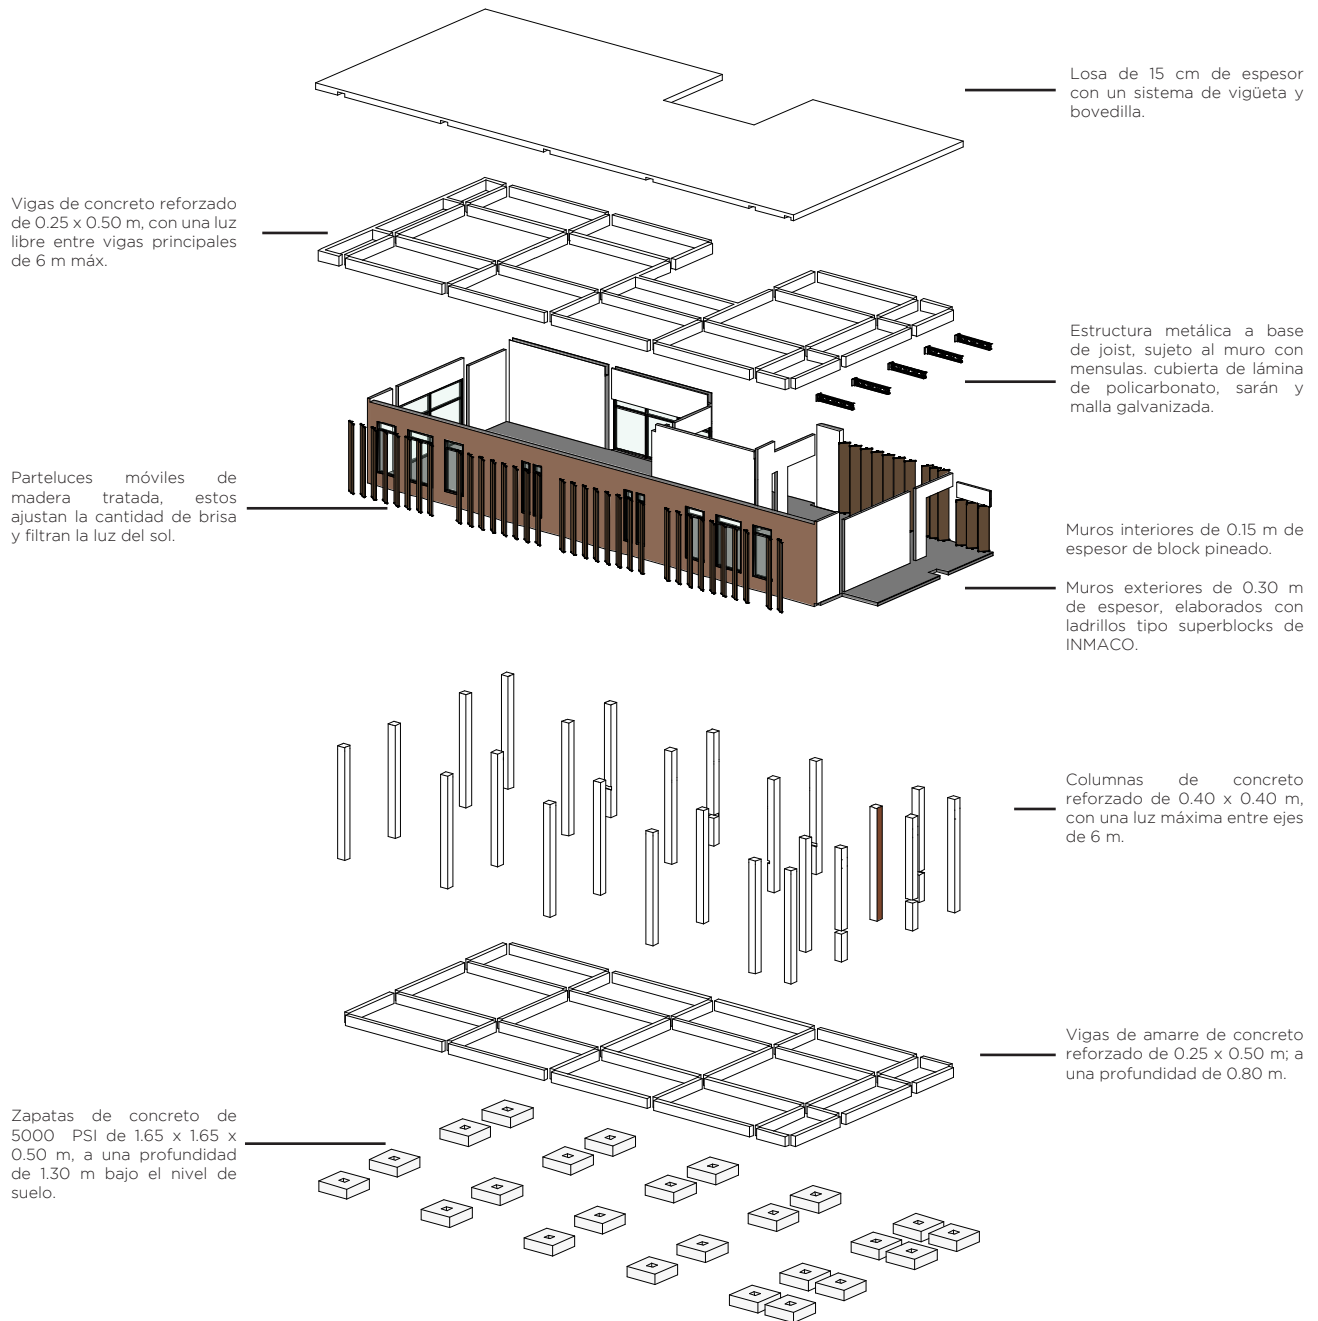 Losa de 15 cm de espesor
con un sistema de vigüeta y
bovedilla.
Vigas de concreto reforzado
de 0.25 x 0.50 m, con una luz
libre entre vigas principales
de 6 m máx.
Estructura metálica a base
de joist, sujeto al muro con
mensulas. cubierta de lámina
de policarbonato, sarán y
malla galvanizada.
Parteluces móviles de
madera tratada, estos
ajustan la cantidad de brisa
y filtran la luz del sol.
Muros interiores de 0.15 m de
espesor de block pineado.
Muros exteriores de 0.30 m
de espesor, elaborados con
ladrillos tipo superblocks de
INMACO.
Columnas de concreto
reforzado de 0.40 x 0.40 m,
con una luz máxima entre ejes
de 6 m.
Vigas de amarre de concreto
reforzado de 0.25 x 0.50 m; a
una profundidad de 0.80 m.
Zapatas de concreto de
5000 PSI de 1.65 x 1.65 x
0.50 m, a una profundidad
de 1.30 m bajo el nivel de
suelo.